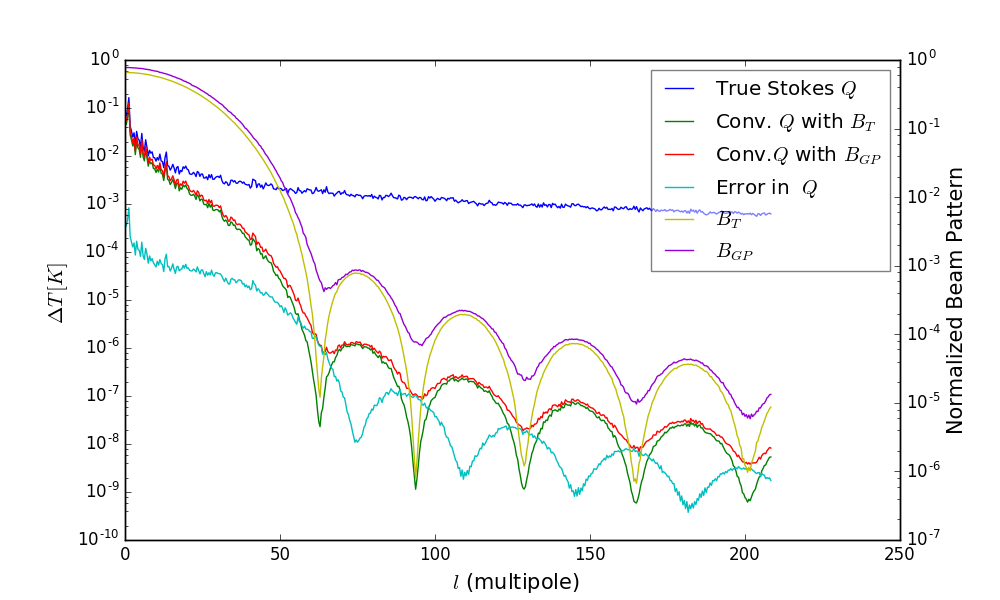 10^0
10^-1
10^-2
10^-3
10^-4
10^-5
10^-6
10^-7
10^-8
10^-9
10^-10
ΔT[K]
0
50
100
150
200
250
l (multipole)
True Stokes Q
Conv. Q with B_T
Conv.Q with B_GP
Error in Q
B_T
B_GP
10^0
10^-1
10^-2
10^-3
10^-4
10^-5
10^-6
10^-7
Normalized Beam Pattern